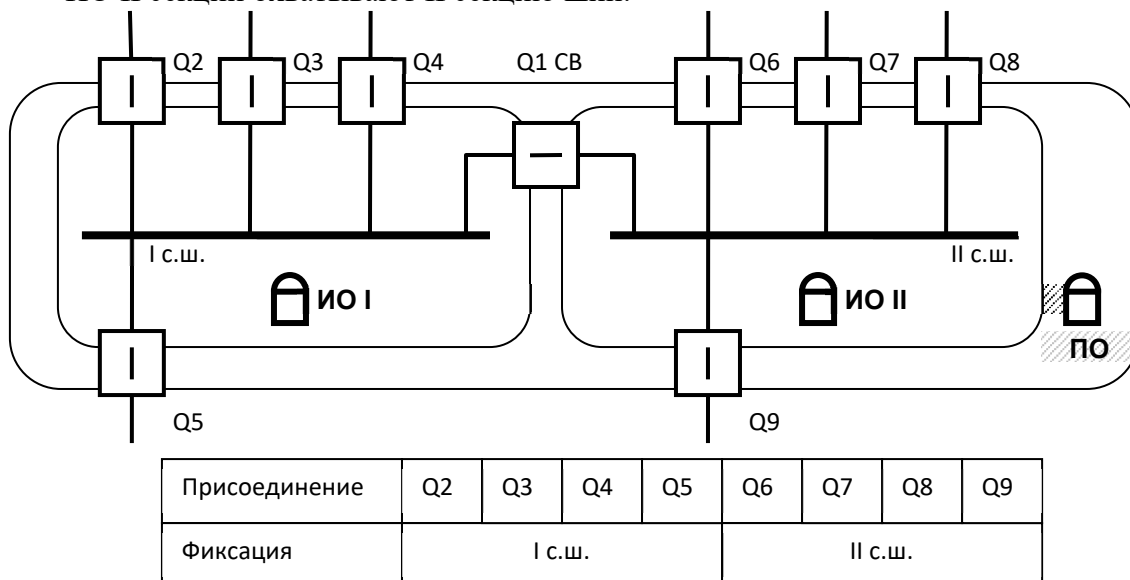 Q2 Q3 Q4 Q1 СВ Q6 Q7 Q8
I с.ш. II с.ш.
ИО I ИО II
ПО
Q5 Q9
Присоединение Q2 Q3 Q4 Q5 Q6 Q7 Q8 Q9
Фиксация I с.ш. II с.ш.